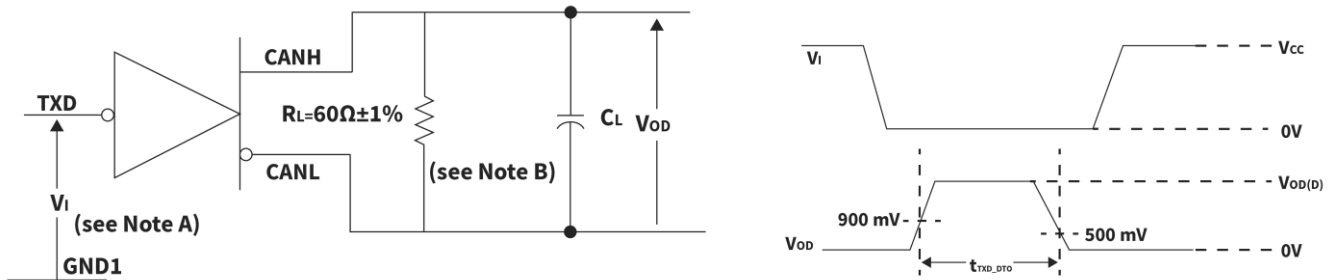 CANH
TXD
RL=60Ω±1%
CL
VOD
CANL
(see Note B)
VI
(see Note A)
GND1
VI
VCC
0V
VOD(D)
900 mV
500 mV
VOD
0V
tTXD_DTO